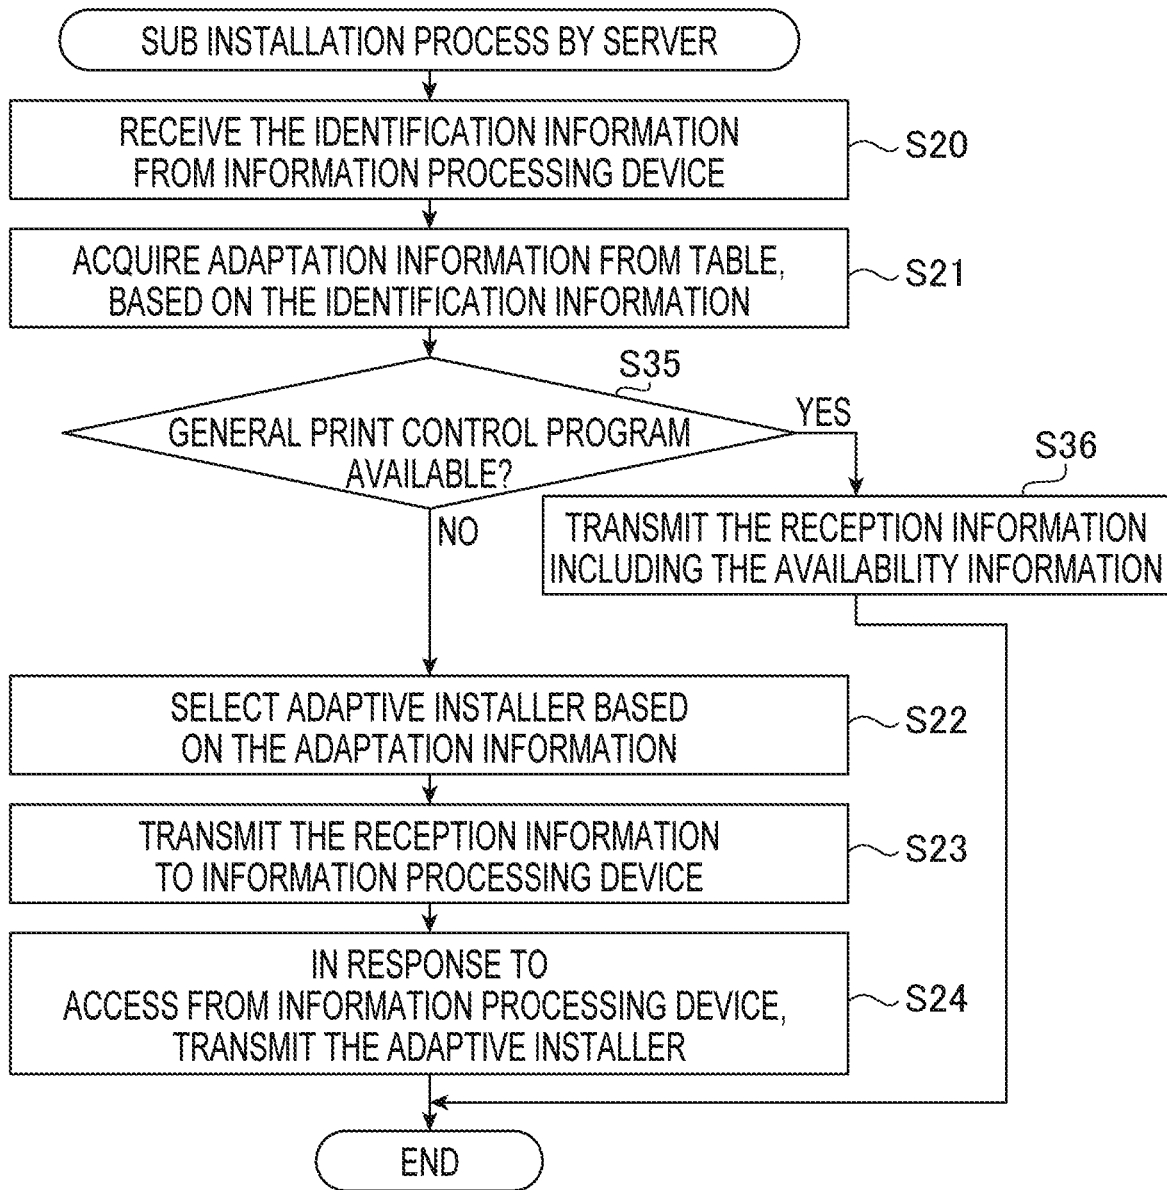 SUB INSTALLATION PROCESS BY SERVER
RECEIVE THE IDENTIFICATION INFORMATION
FROM INFORMATION PROCESSING DEVICE
S20
ACQUIRE ADAPTATION INFORMATION FROM TABLE,
BASED ON THE IDENTIFICATION INFORMATION
S21
S35
GENERAL PRINT CONTROL PROGRAM
AVAILABLE?
YES
NO
S36
TRANSMIT THE RECEPTION INFORMATION
INCLUDING THE AVAILABILITY INFORMATION
SELECT ADAPTIVE INSTALLER BASED
ON THE ADAPTATION INFORMATION
S22
TRANSMIT THE RECEPTION INFORMATION
TO INFORMATION PROCESSING DEVICE
S23
IN RESPONSE TO
ACCESS FROM INFORMATION PROCESSING DEVICE,
TRANSMIT THE ADAPTIVE INSTALLER
S24
END